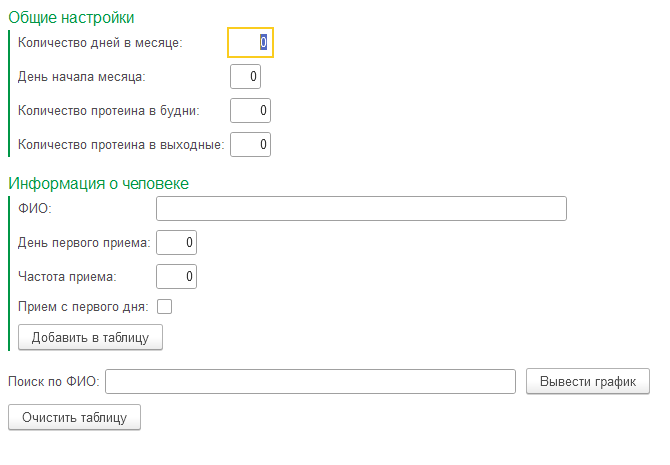 Общие настройки
Количество дней в месяце: 0
День начала месяца: 0
Количество протеина в будни: 0
Количество протеина в выходные: 0
Информация о человеке
ФИО:
День первого приема: 0
Частота приема: 0
Прием с первого дня:
Добавить в таблицу
Поиск по ФИО: Вывести график
Очистить таблицу